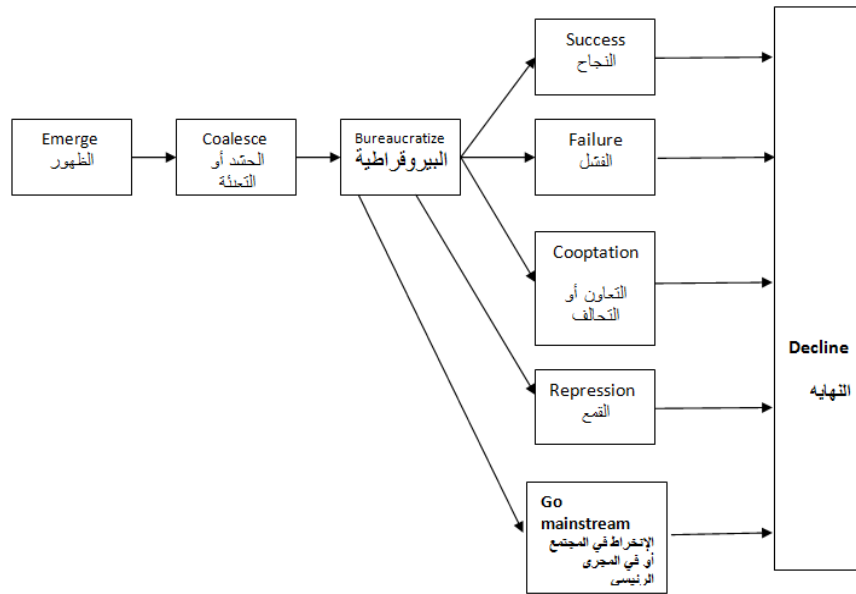 Emerge
الظهور
Coalesce
الحشد أو
التعبئة
Bureaucratize
البيروقراطية
Success
النجاح
Failure
الفشل
Cooptation
التعاون أو
التحالف
Repression
القمع
Go
mainstream
الإنخراط في المجتمع
أو في المجرى
الرئيسى
Decline
النهايه